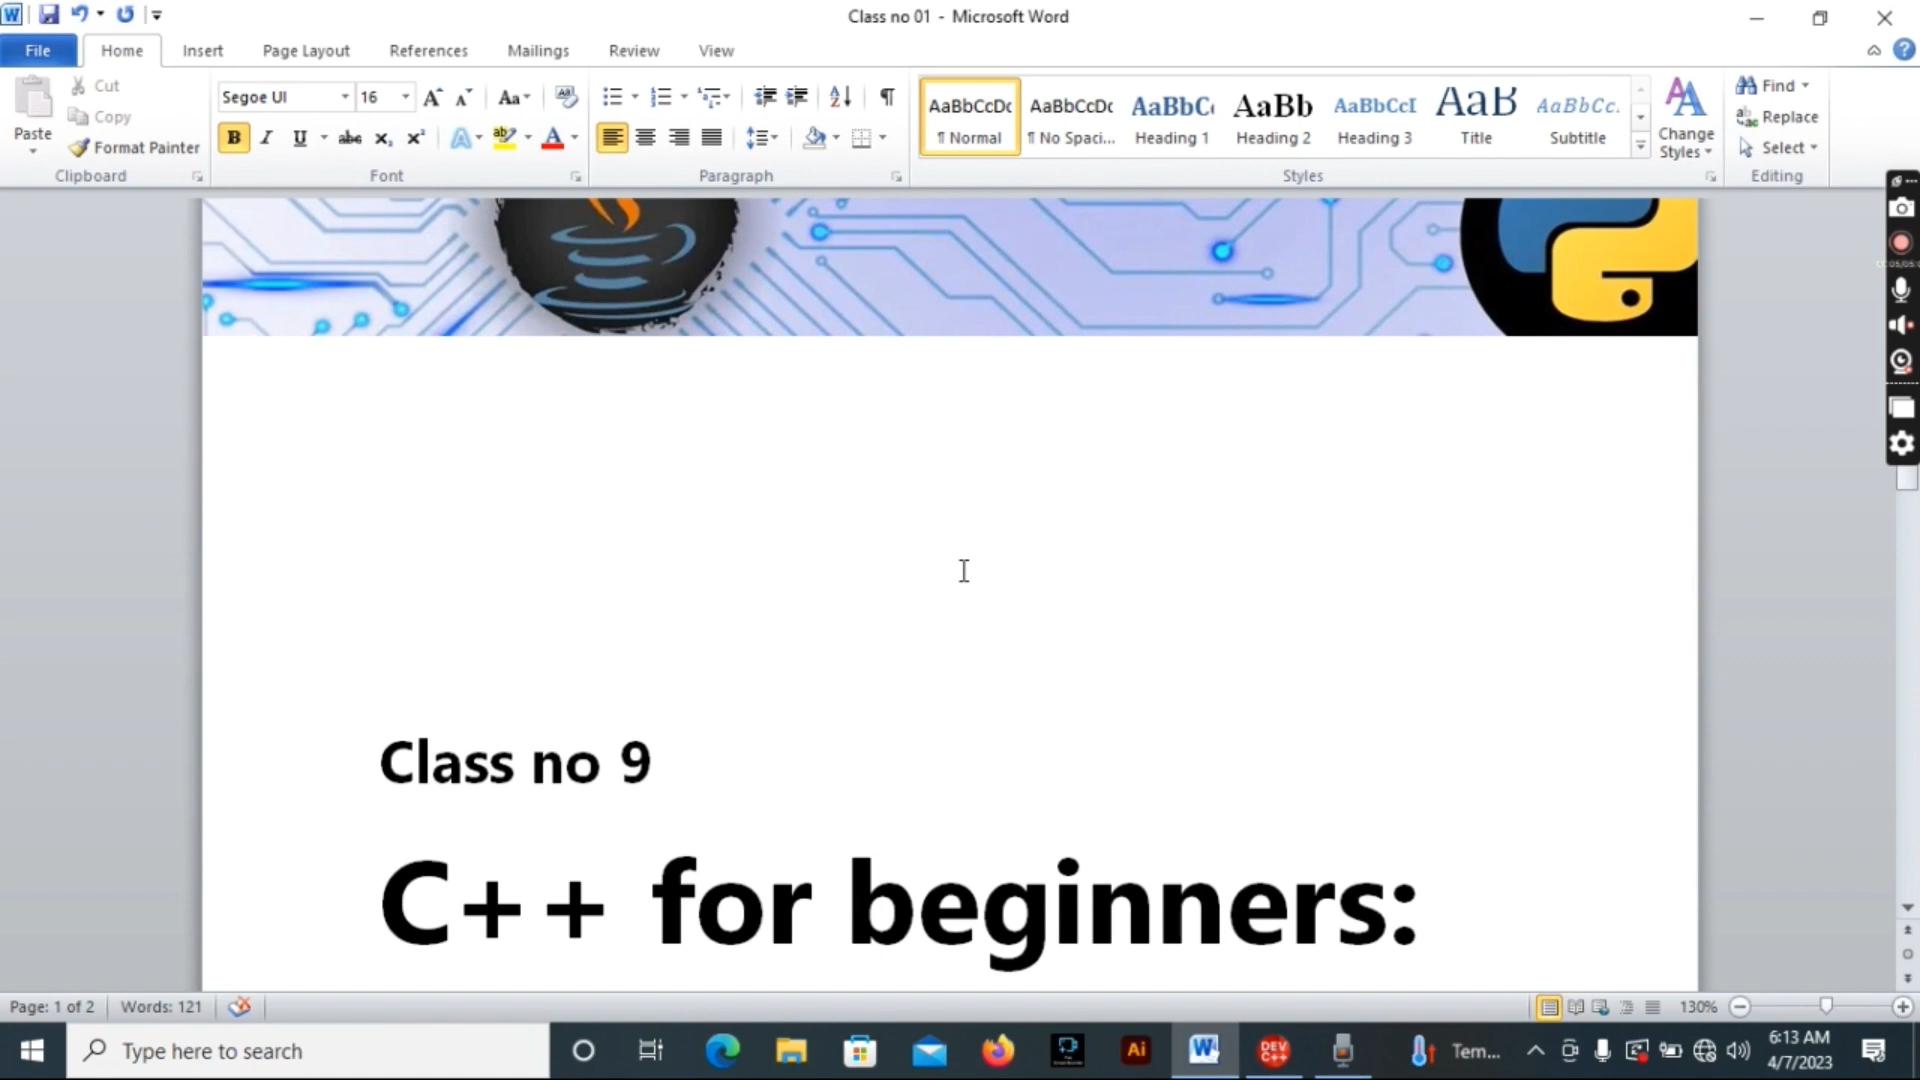 Class no 01 - Microsoft Word
File Home Insert Page Layout References Mailings Review View
Paste
Cut
Copy
Format Painter
Clipboard
Segoe UI 16
Font
Paragraph
AaBbCcDc AaBbCcDc AaBbC AaBb AaBbCcI AaB AaBbCc.
¶ Normal ¶ No Spaci... Heading 1 Heading 2 Heading 3 Title Subtitle
Change
Styles
Styles
Find
Replace
Select
Editing
Class no 9
C++ for beginners:
Page: 1 of 2 Words: 121 130%
Type here to search
DEV
C++
Ai
Tem...
6:13 AM
4/7/2023